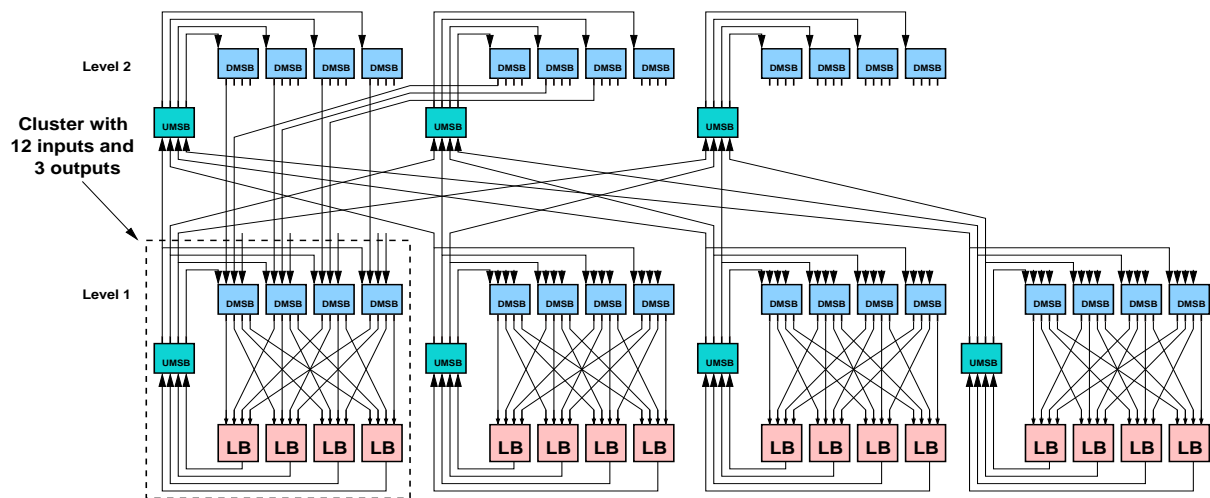 DMSB DMSB DMSB DMSB DMSB DMSB DMSB DMSB DMSB DMSB DMSB DMSB
Level 2
UMSB UMSB UMSB
Cluster with
12 inputs and
3 outputs
Level 1
DMSB DMSB DMSB DMSB DMSB DMSB DMSB DMSB DMSB DMSB DMSB DMSB DMSB DMSB DMSB DMSB
UMSB UMSB UMSB UMSB
LB LB LB LB LB LB LB LB LB LB LB LB LB LB LB LB